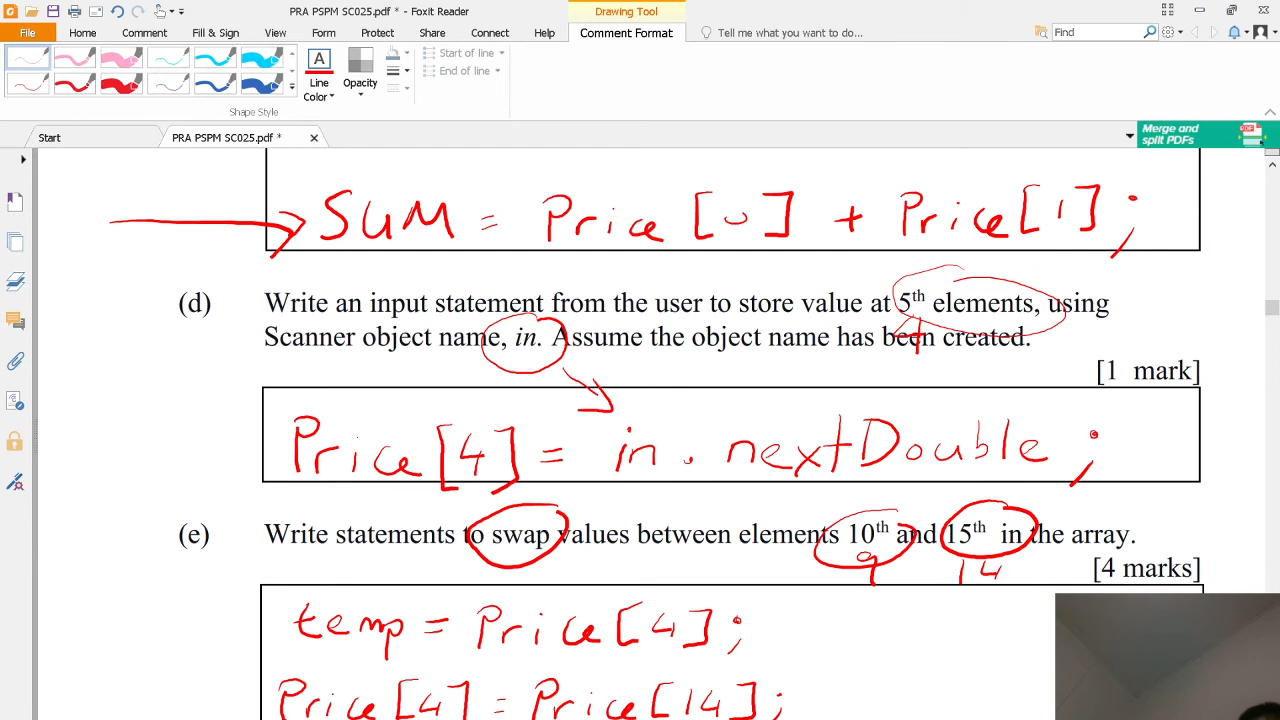 PRA PSPM SC025.pdf * - Foxit Reader
Drawing Tool
File Home Comment Fill & Sign View Form Protect Share Connect Help Comment Format Tell me what you want to do... Find
Start of line
End of line
Line Color
Opacity
Shape Style
Start PRA PSPM SC025.pdf *
Merge and split PDFs
SUM = Price [0] + Price [1] ;
(d) Write an input statement from the user to store value at 5th elements, using
4
Scanner object name, in. Assume the object name has been created.
[1 mark]
Price [4] = in . nextDouble ;
(e) Write statements to swap values between elements 10th and 15th in the array.
9 14
[4 marks]
temp = Price [4] ;
Price [4] = Price [14] ;